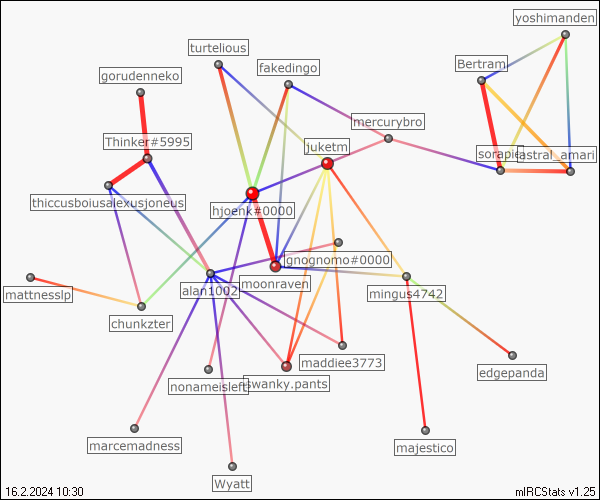 yoshimanden
turtelious
Bertram
fakedingo
gorudenneko
mercurybro
Thinker#5995
juketm
sorapie
astral_amari
thiccusboiusalexusjoneus
hjoenk#0000
gnognomo#0000
alan1002
moonraven
mattnesslp
mingus4742
chunkzter
maddiee3773
edgepanda
nonameisleft
swanky.pants
marcemadness
majestico
Wyatt
16.2.2024 10:30
mIRCStats v1.25